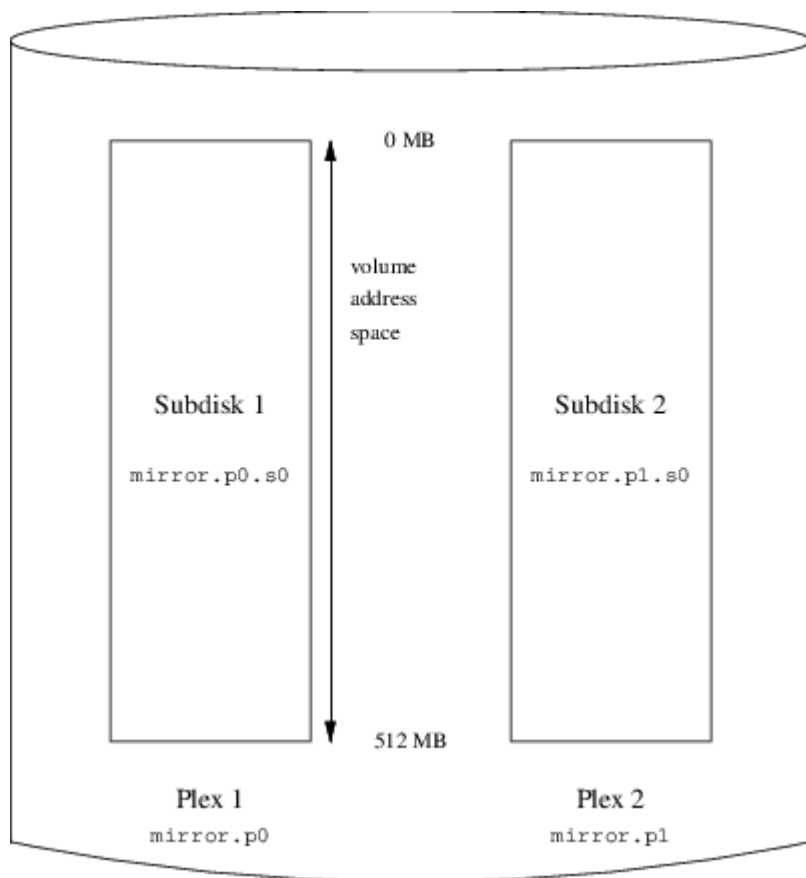 0 MB
volume
address
space
Subdisk 1
Subdisk 2
mirror.p0.s0
mirror.p1.s0
512 MB
Plex 1
Plex 2
mirror.p0
mirror.p1